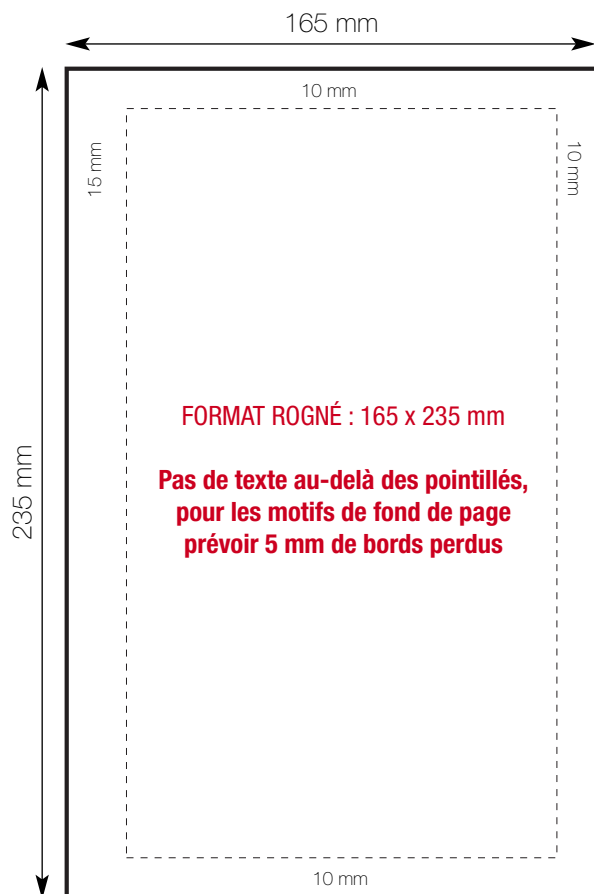 165 mm
10 mm
15 mm
10 mm
235 mm
FORMAT ROGNÉ : 165 x 235 mm
Pas de texte au-delà des pointillés,
pour les motifs de fond de page
prévoir 5 mm de bords perdus
10 mm